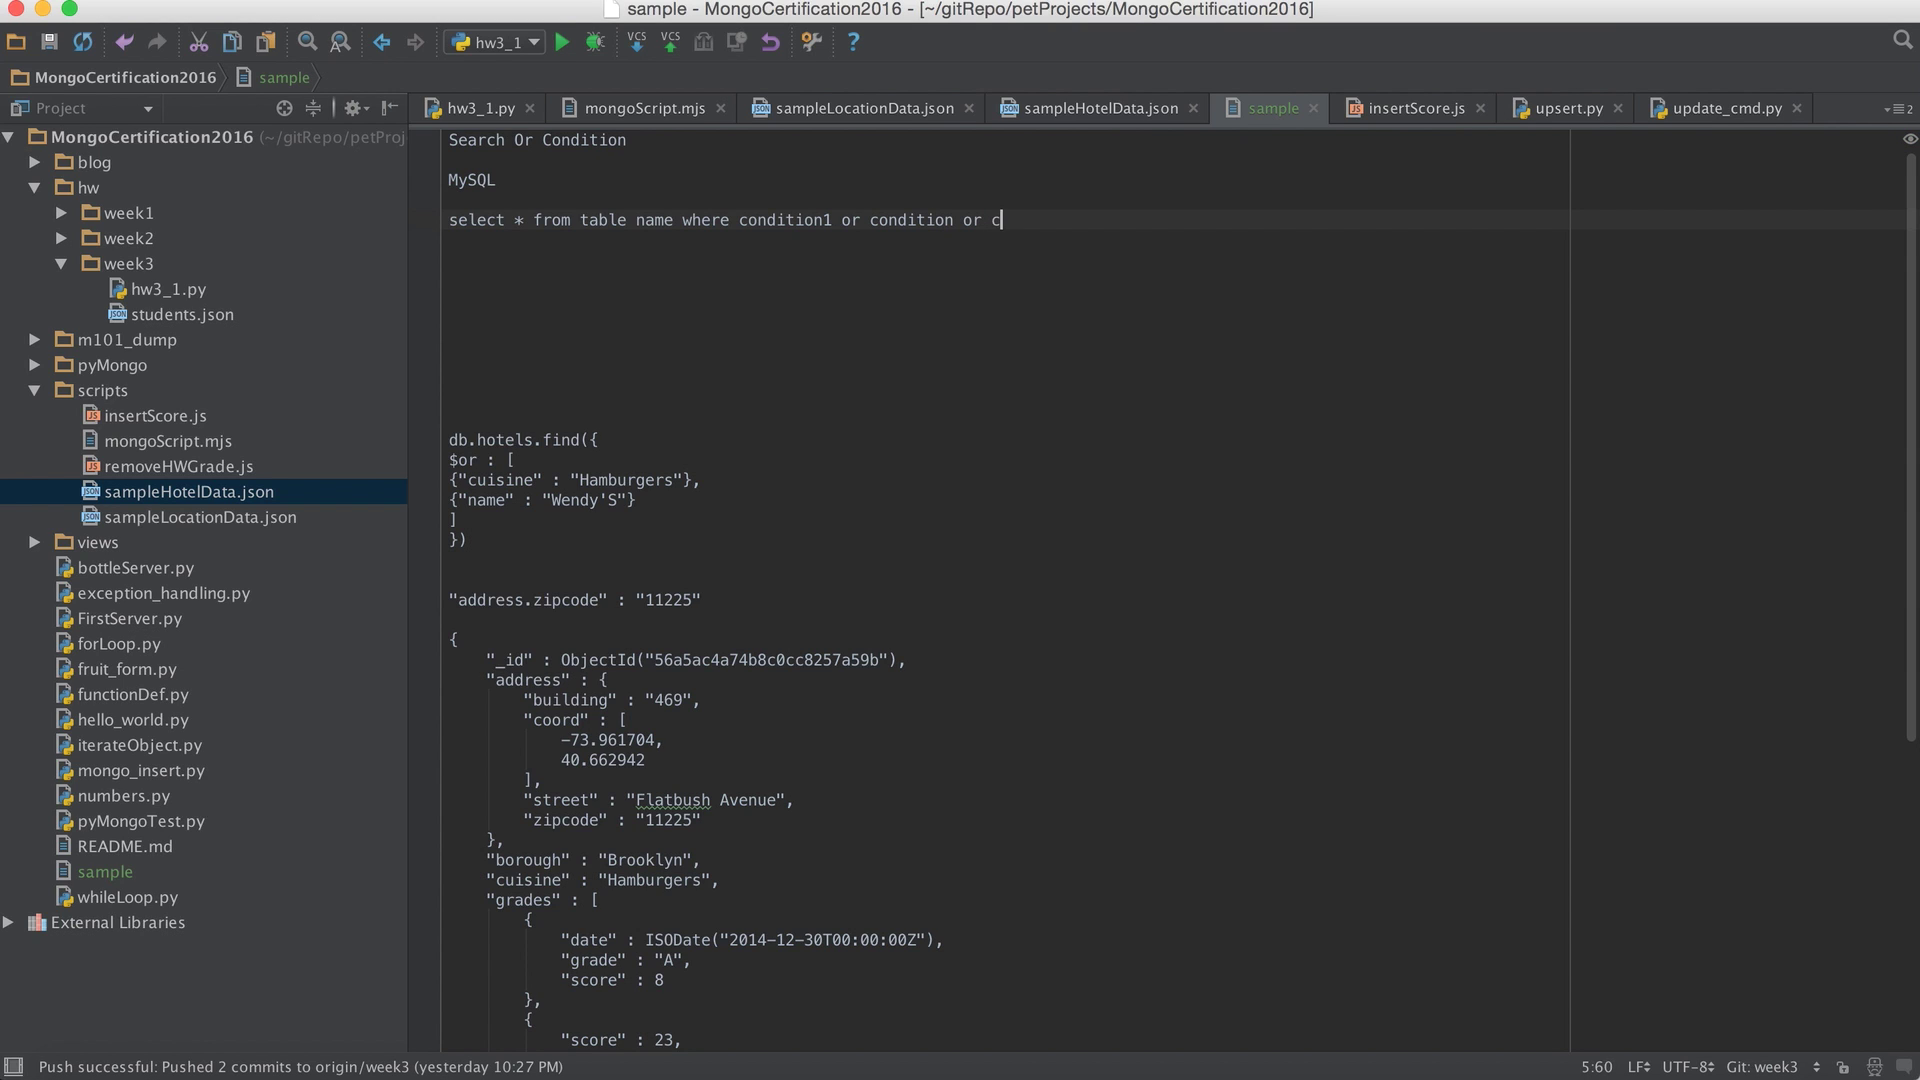 sample - MongoCertification2016 - [~/gitRepo/petProjects/MongoCertification2016]
hw3_1
VCS VCS
MongoCertification2016 sample
Project
hw3_1.py mongoScript.mjs sampleLocationData.json sampleHotelData.json sample insertScore.js upsert.py update_cmd.py 2
MongoCertification2016 (~/gitRepo/petProj
blog
hw
week1
week2
week3
hw3_1.py
students.json
m101_dump
pyMongo
scripts
insertScore.js
mongoScript.mjs
removeHWGrade.js
sampleHotelData.json
sampleLocationData.json
views
bottleServer.py
exception_handling.py
FirstServer.py
forLoop.py
fruit_form.py
functionDef.py
hello_world.py
iterateObject.py
mongo_insert.py
numbers.py
pyMongoTest.py
README.md
sample
whileLoop.py
External Libraries
Search Or Condition
MySQL
select * from table name where condition1 or condition or c
db.hotels.find({
$or : [
{"cuisine" : "Hamburgers"},
{"name" : "Wendy'S"}
]
})
"address.zipcode" : "11225"
{
"_id" : ObjectId("56a5ac4a74b8c0cc8257a59b"),
"address" : {
"building" : "469",
"coord" : [
-73.961704,
40.662942
],
"street" : "Flatbush Avenue",
"zipcode" : "11225"
},
"borough" : "Brooklyn",
"cuisine" : "Hamburgers",
"grades" : [
{
"date" : ISODate("2014-12-30T00:00:00Z"),
"grade" : "A",
"score" : 8
},
{
"score" : 23,
Push successful: Pushed 2 commits to origin/week3 (yesterday 10:27 PM)
5:60 LF UTF-8 Git: week3